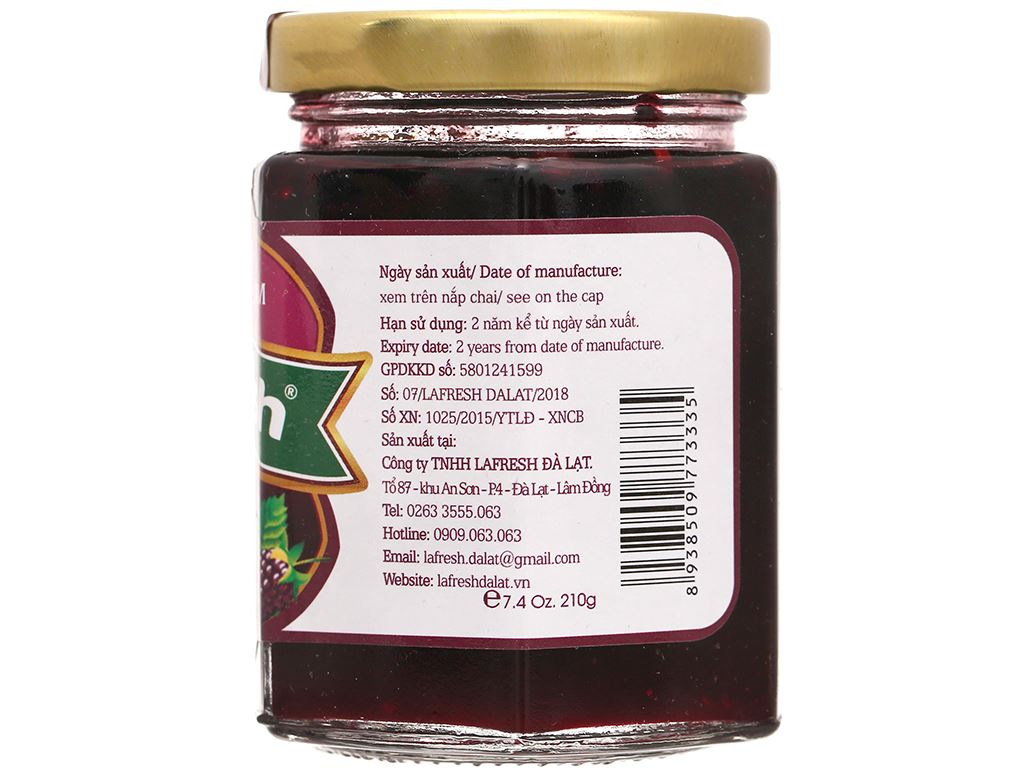 M
h®
Ngày sản xuất/ Date of manufacture:
xem trên nắp chai/ see on the cap
Hạn sử dụng: 2 năm kể từ ngày sản xuất.
Expiry date: 2 years from date of manufacture.
GPDKKD số: 5801241599
Số: 07/LAFRESH DALAT/2018
Số XN: 1025/2015/YTLĐ - XNCB
Sản xuất tại:
Công ty TNHH LAFRESH ĐÀ LẠT.
Tổ 87 - khu An Sơn - P.4 - Đà Lạt - Lâm Đồng
Tel: 0263 3555.063
Hotline: 0909.063.063
Email: lafresh.dalat@gmail.com
Website: lafreshdalat.vn
e7.4 Oz. 210g
8938509773335